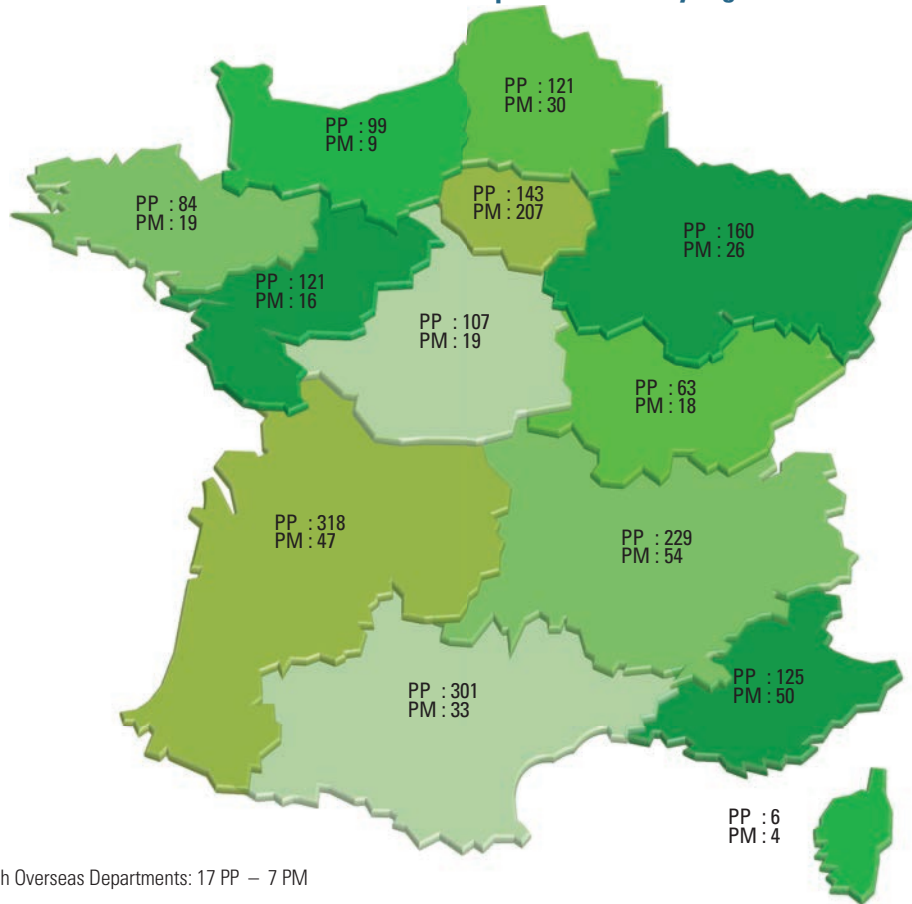 PP : 121
PM : 30
PP : 99
PM : 9
PP : 143
PM : 207
PP : 84
PM : 19
PP : 160
PM : 26
PP : 121
PM : 16
PP : 107
PM : 19
PP : 63
PM : 18
PP : 318
PM : 47
PP : 229
PM : 54
PP : 125
PM : 50
PP : 301
PM : 33
PP : 6
PM : 4
Overseas Departments: 17 PP – 7 PM